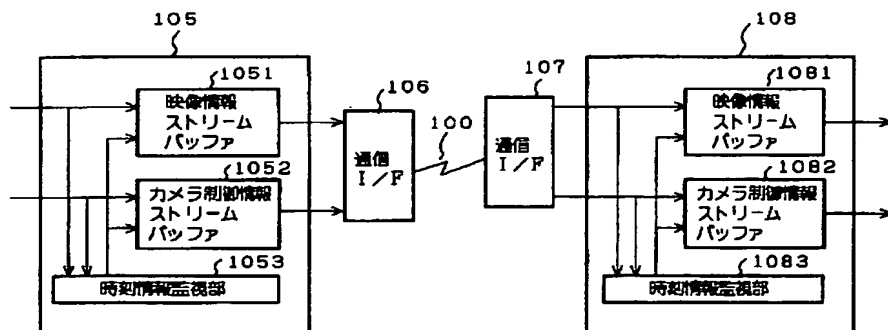 105
1051
映像情報
ストリーム
バッファ
1052
カメラ制御情報
ストリーム
バッファ
1053
時刻情報監視部
106
通信
I/F
100
107
通信
I/F
108
1081
映像情報
ストリーム
バッファ
1082
カメラ制御情報
ストリーム
バッファ
1083
時刻情報監視部